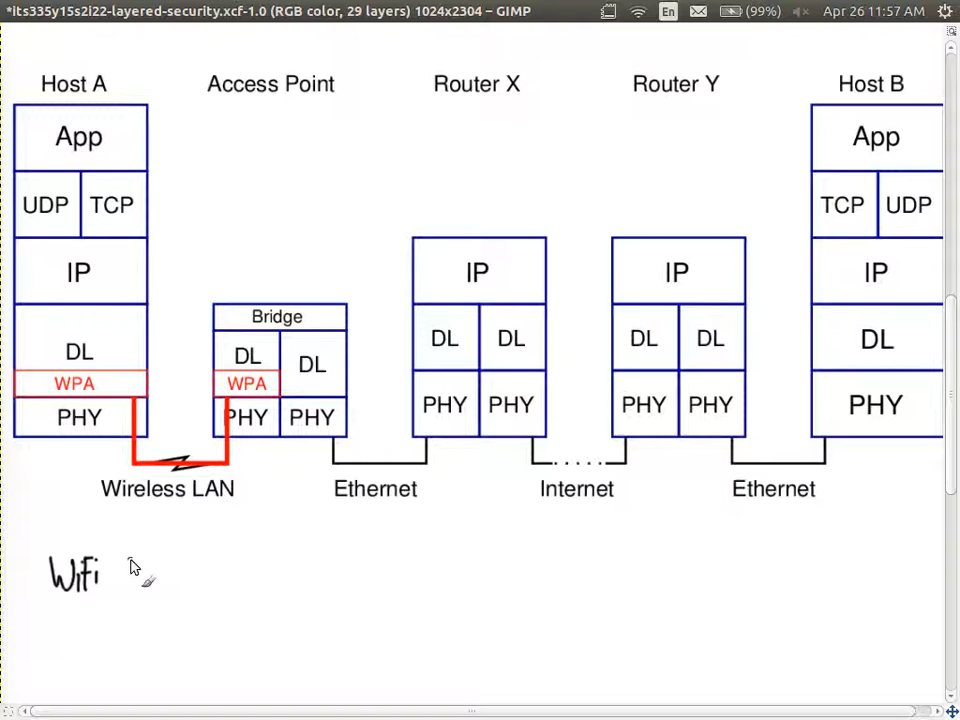 *its335y15s2i22-layered-security.xcf-1.0 (RGB color, 29 layers) 1024x2304 – GIMP En (99%) Apr 26 11:57 AM
Host A Access Point Router X Router Y Host B
App App
UDP TCP TCP UDP
IP IP IP IP
Bridge
DL DL DL DL DL DL DL DL
WPA WPA
PHY PHY PHY PHY PHY PHY PHY PHY
Wireless LAN Ethernet Internet Ethernet
WiFi